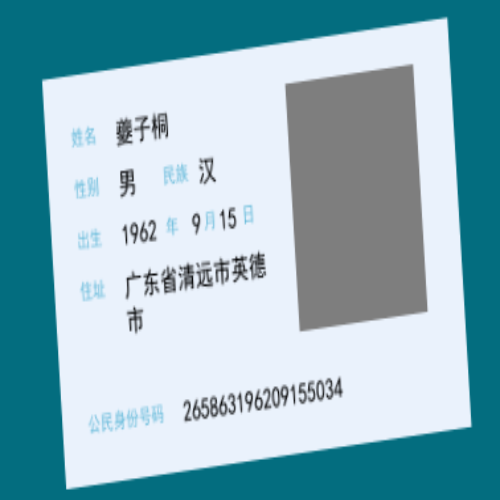 姓名 夔子桐
性别 男 民族 汉
出生 1962 年 9 月 15 日
住址 广东省清远市英德
市
公民身份号码 265863196209155034